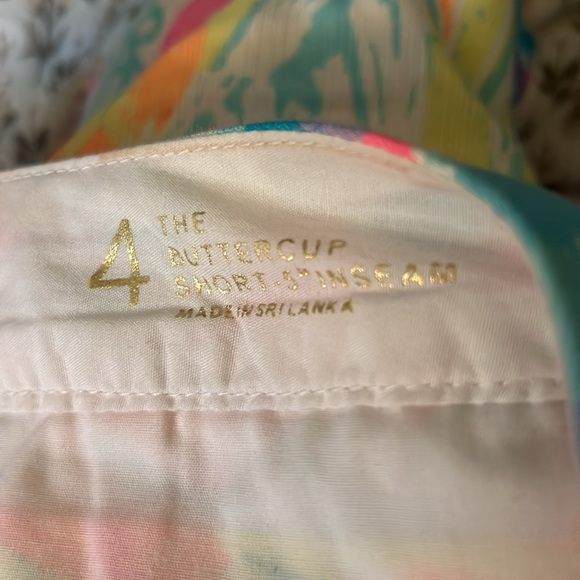 4
THE
BUTTERCUP
SHORT-5" INSEAM
MADE IN SRI LANKA